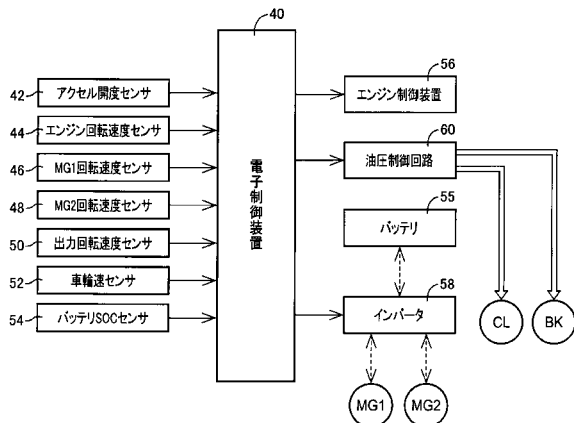 40
42
アクセル開度センサ
44
エンジン回転速度センサ
46
MG1回転速度センサ
48
MG2回転速度センサ
50
出力回転速度センサ
52
車輪速センサ
54
バッテリSOCセンサ
電子制御装置
56
エンジン制御装置
60
油圧制御回路
55
バッテリ
58
インバータ
CL
BK
MG1
MG2